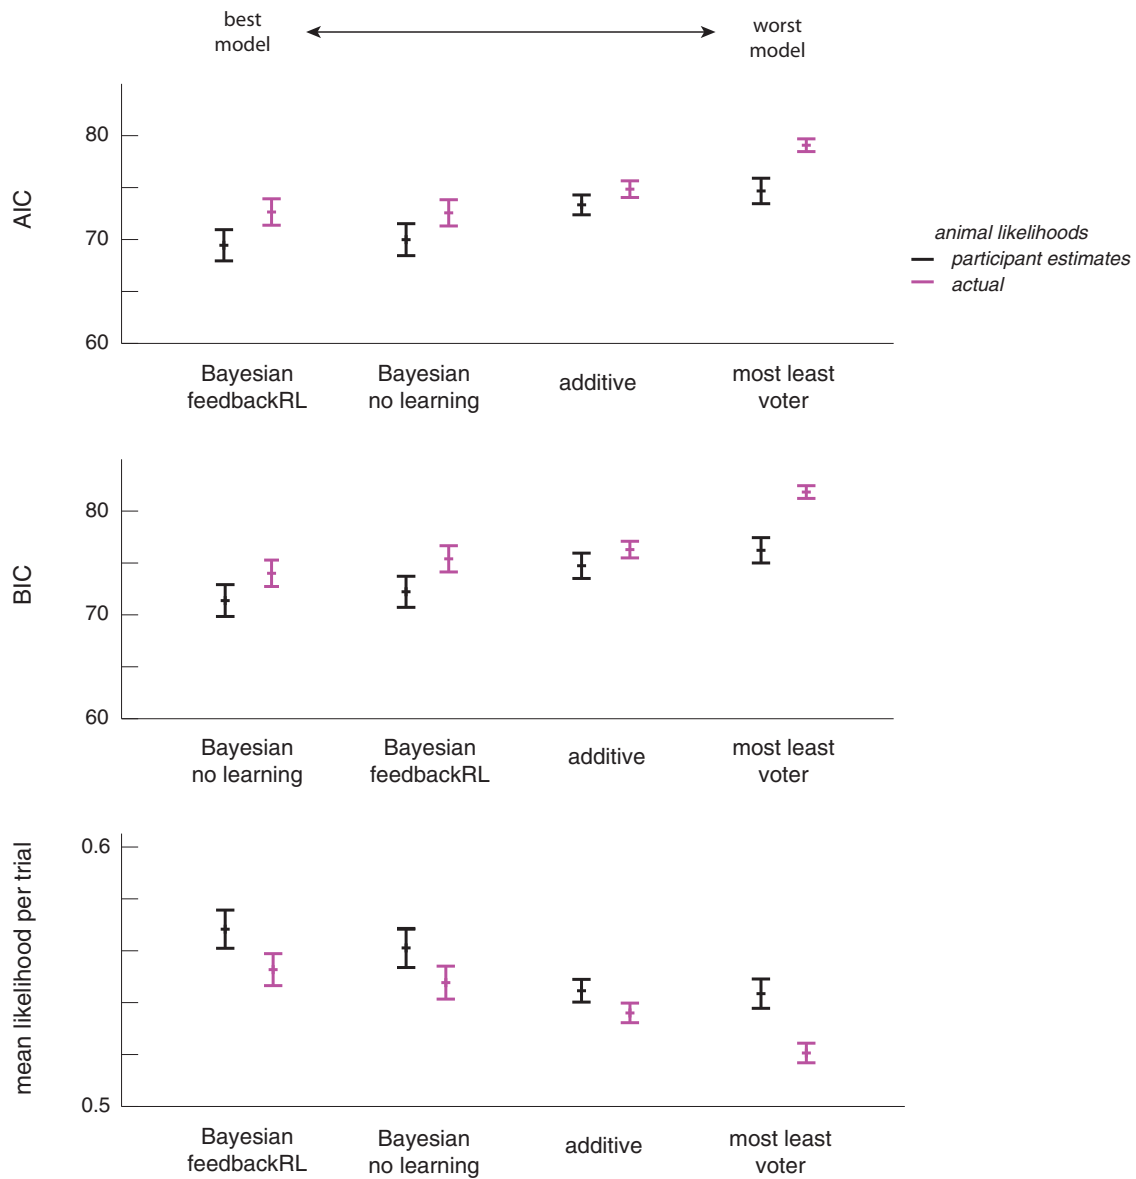 best
model
worst
model
AIC
80
70
60
Bayesian
feedbackRL
Bayesian
no learning
additive
most least
voter
animal likelihoods
participant estimates
actual
BIC
80
70
60
Bayesian
no learning
Bayesian
feedbackRL
additive
most least
voter
mean likelihood per trial
0.6
0.5
Bayesian
feedbackRL
Bayesian
no learning
additive
most least
voter